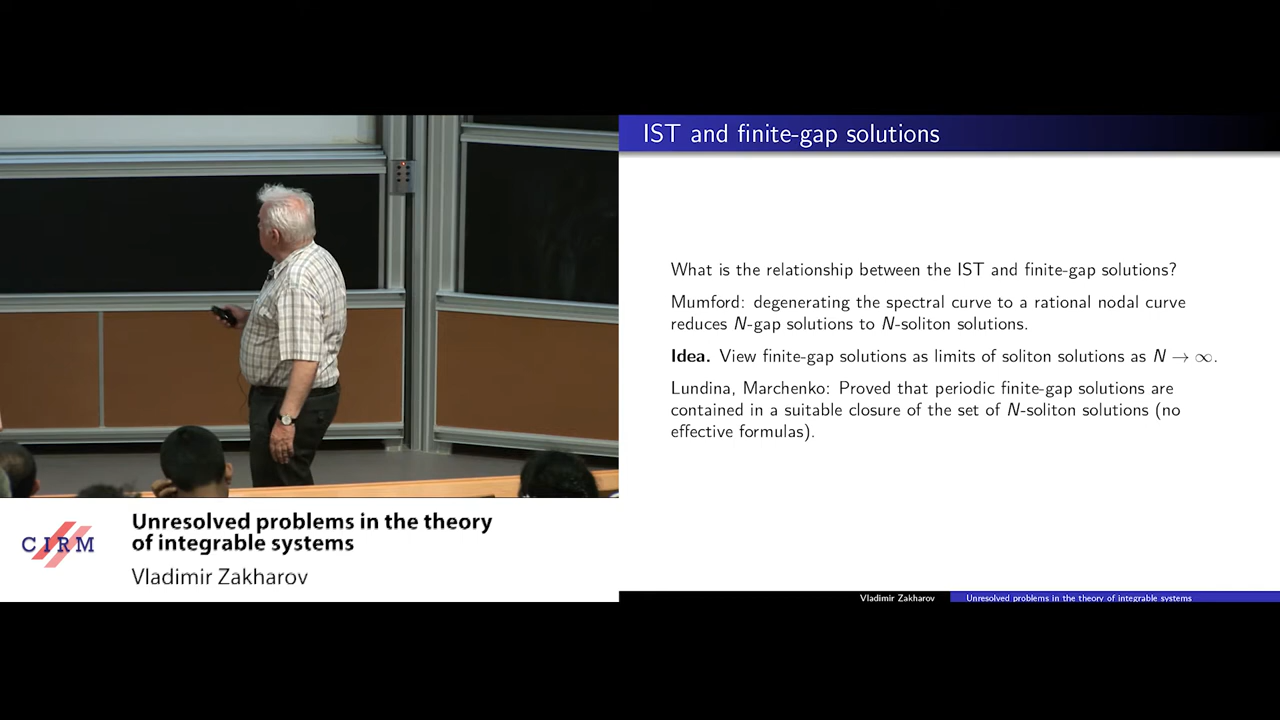 IST and finite-gap solutions
What is the relationship between the IST and finite-gap solutions?
Mumford: degenerating the spectral curve to a rational nodal curve
reduces N-gap solutions to N-soliton solutions.
Idea. View finite-gap solutions as limits of soliton solutions as N → ∞.
Lundina, Marchenko: Proved that periodic finite-gap solutions are
contained in a suitable closure of the set of N-soliton solutions (no
effective formulas).
CIRM
Unresolved problems in the theory
of integrable systems
Vladimir Zakharov
Vladimir Zakharov
Unresolved problems in the theory of integrable systems